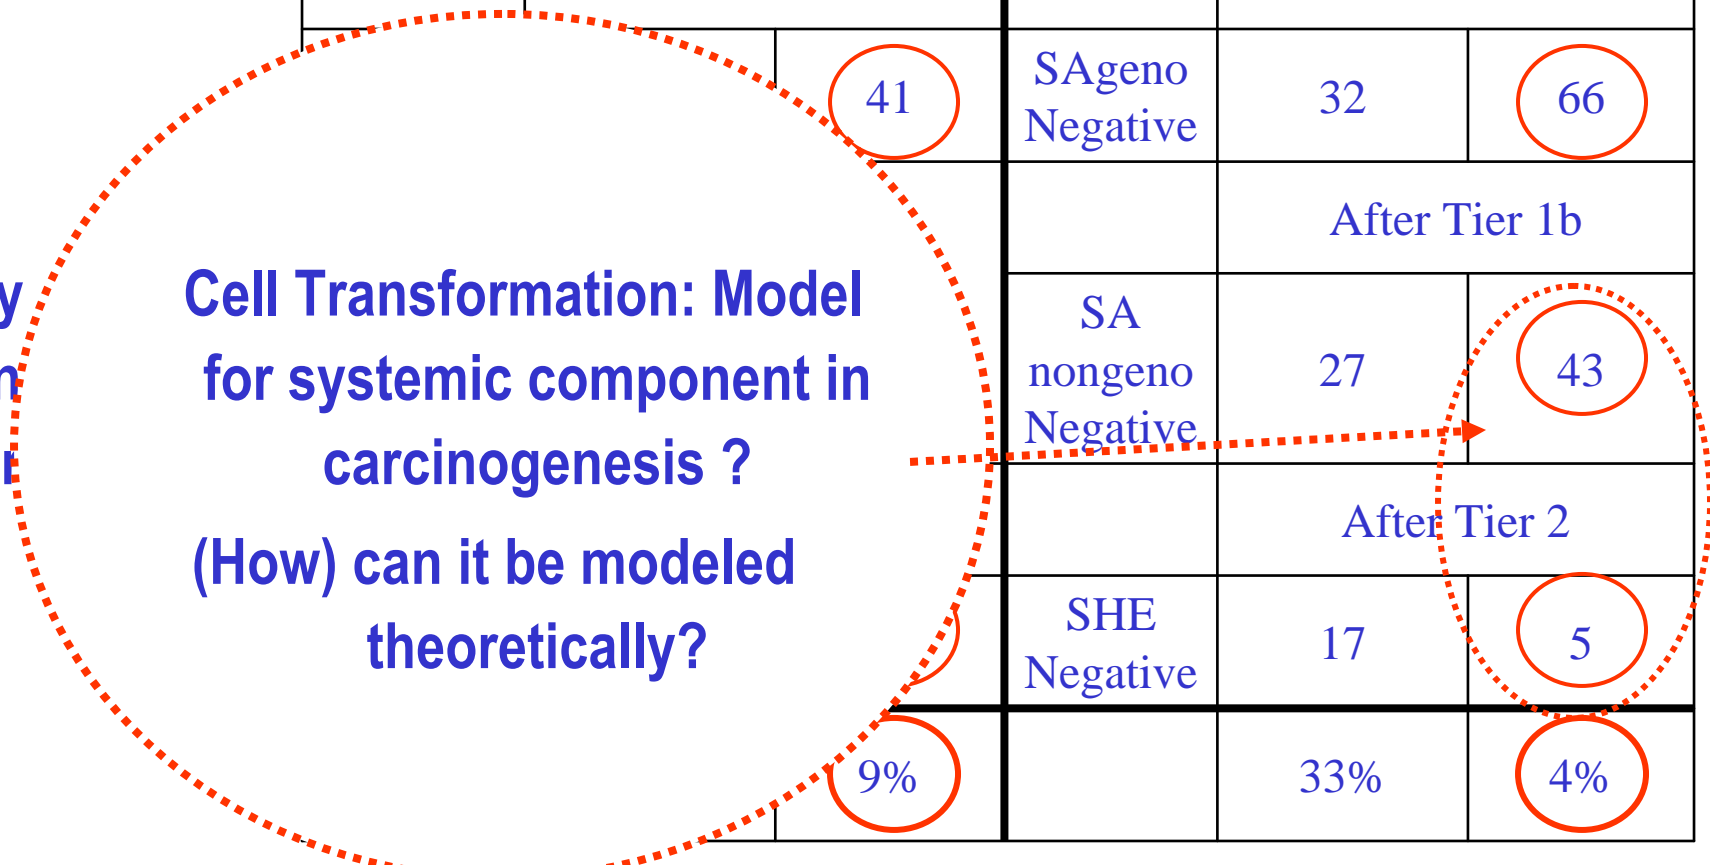 41
SAgeno
Negative
32
66
After Tier 1b
y
n
Cell Transformation: Model
for systemic component in
carcinogenesis ?
(How) can it be modeled
theoretically?
SA
nongeno
Negative
27
43
After Tier 2
SHE
Negative
17
5
9%
33%
4%